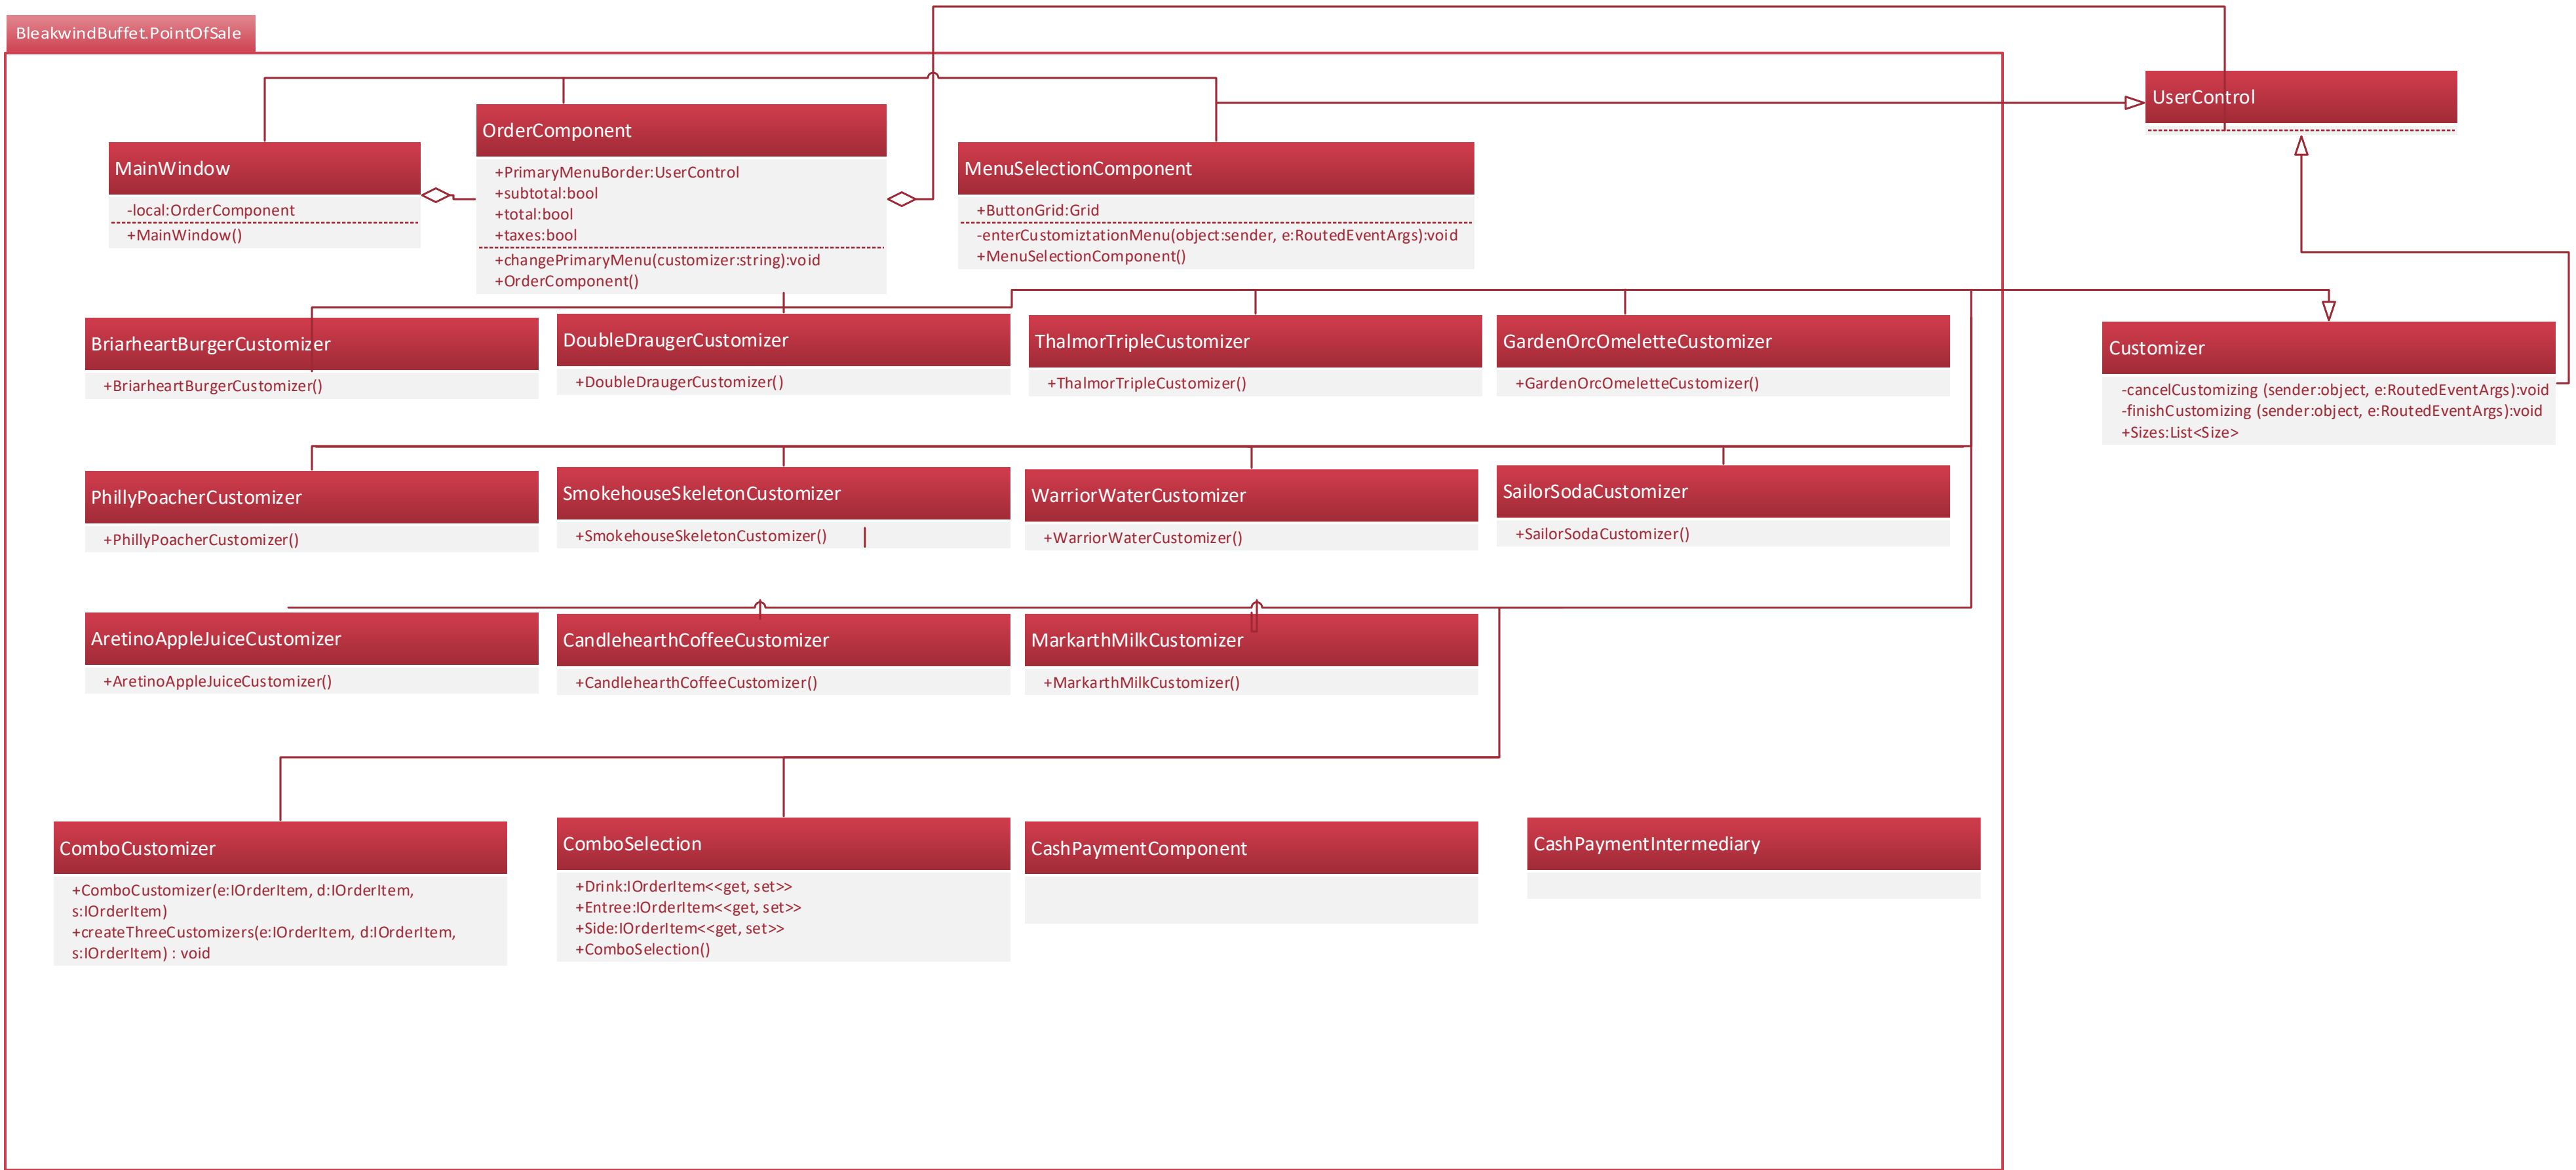 BleakwindBuffet.PointOfSale
UserControl
OrderComponent
+PrimaryMenuBorder:UserControl
+subtotal:bool
+total:bool
+taxes:bool
+changePrimaryMenu(customizer:string):void
+OrderComponent()
MainWindow
-local:OrderComponent
+MainWindow()
MenuSelectionComponent
+ButtonGrid:Grid
-enterCustomiztationMenu(object:sender, e:RoutedEventArgs):void
+MenuSelectionComponent()
BriarheartBurgerCustomizer
+BriarheartBurgerCustomizer()
DoubleDraugerCustomizer
+DoubleDraugerCustomizer()
ThalmorTripleCustomizer
+ThalmorTripleCustomizer()
GardenOrcOmeletteCustomizer
+GardenOrcOmeletteCustomizer()
Customizer
-cancelCustomizing (sender:object, e:RoutedEventArgs):void
-finishCustomizing (sender:object, e:RoutedEventArgs):void
+Sizes:List<Size>
PhillyPoacherCustomizer
+PhillyPoacherCustomizer()
SmokehouseSkeletonCustomizer
+SmokehouseSkeletonCustomizer()
WarriorWaterCustomizer
+WarriorWaterCustomizer()
SailorSodaCustomizer
+SailorSodaCustomizer()
AretinoAppleJuiceCustomizer
+AretinoAppleJuiceCustomizer()
CandlehearthCoffeeCustomizer
+CandlehearthCoffeeCustomizer()
MarkarthMilkCustomizer
+MarkarthMilkCustomizer()
ComboCustomizer
+ComboCustomizer(e:IOrderItem, d:IOrderItem,
s:IOrderItem)
+createThreeCustomizers(e:IOrderItem, d:IOrderItem,
s:IOrderItem) : void
ComboSelection
+Drink:IOrderItem<<get, set>>
+Entree:IOrderItem<<get, set>>
+Side:IOrderItem<<get, set>>
+ComboSelection()
CashPaymentComponent
CashPaymentIntermediary